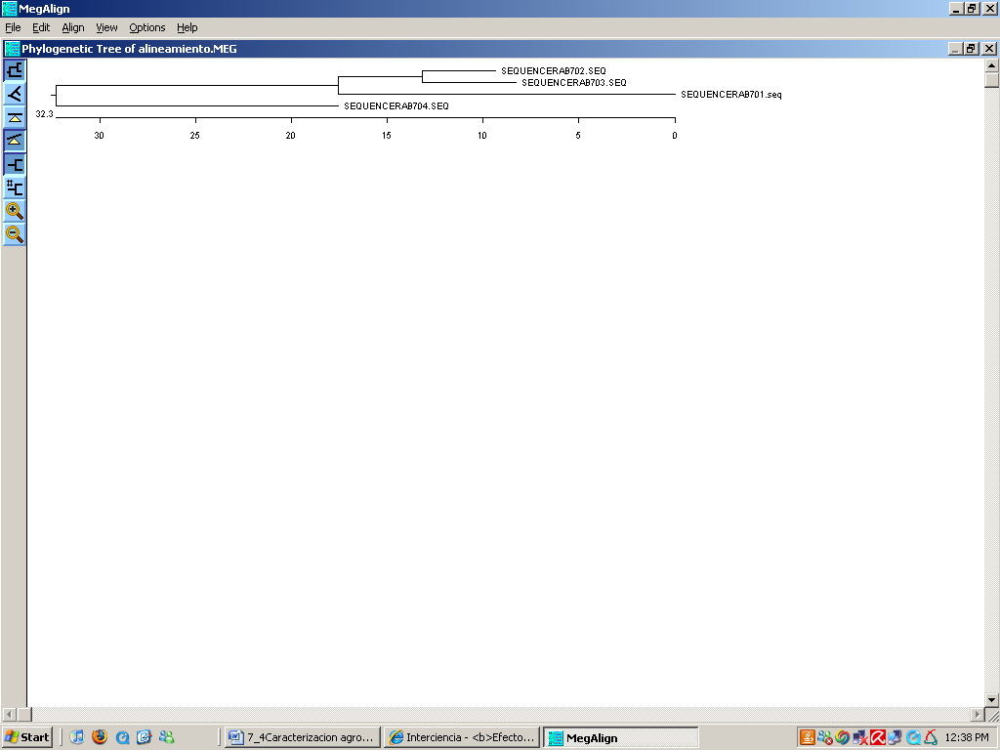 MegAlign
File Edit Align View Options Help
Phylogenetic Tree of alineamiento.MEG
SEQUENCERAB702.SEQ
SEQUENCERAB703.SEQ
SEQUENCERAB701.seq
SEQUENCERAB704.SEQ
32.3
30 25 20 15 10 5 0
Start 7_4Caracterizacion agro... Interciencia - <b>Efecto... MegAlign 12:38 PM